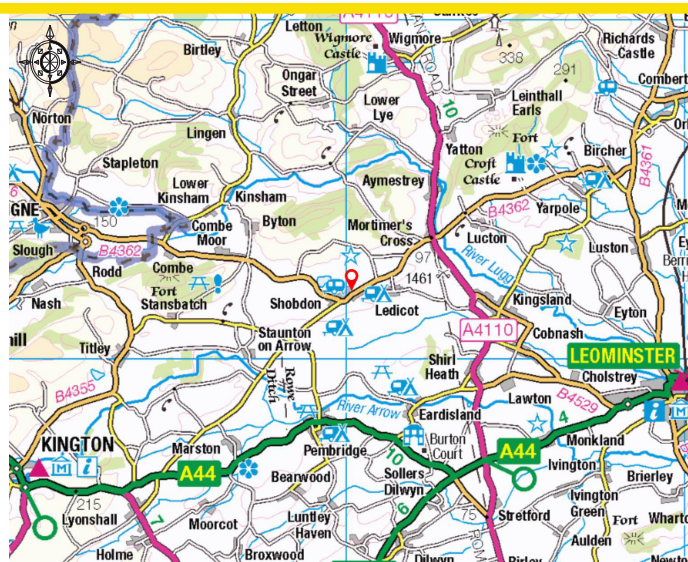 Letton
A4110
Wigmore
Castle
Wigmore
338
Richards
Castle
Birtley
Ongar
Street
ROAD
10
291
Leinthall
Earls
Lower
Lye
Norton
Lingen
Yatton
Fort
Croft
Castle
Bircher
B4361
Stapleton
Lower
Kinsham
Kinsham
Aymestrey
B4362
Yarpole
GNE
150
Combe
Moor
Byton
Mortimer's
Cross
Lucton
Luston
Slough
B4362
Rodd
Combe
Fort
Stansbatch
97
1461
River Lugg
Nash
Shobdon
Ledicot
Kingsland
Eyton
Staunton
on Arrow
A4110
Cobnash
Titley
LEOMINSTER
Rowe
Ditch
Shirl
Heath
Cholstrey
B4355
River Arrow
Lawton
B4529
Eardisland
4
KINGTON
Marston
Pembridge
Burton
Court
Monkland
A44
10
A44
Ivington
Bearwood
Sollers
Dilwyn
Brierley
215
Lyonshall
6
75
Stretford
Ivington
Green
Moorcot
Luntley
Haven
Fort
7
Aulden
Holme
Broxwood
Dilwyn